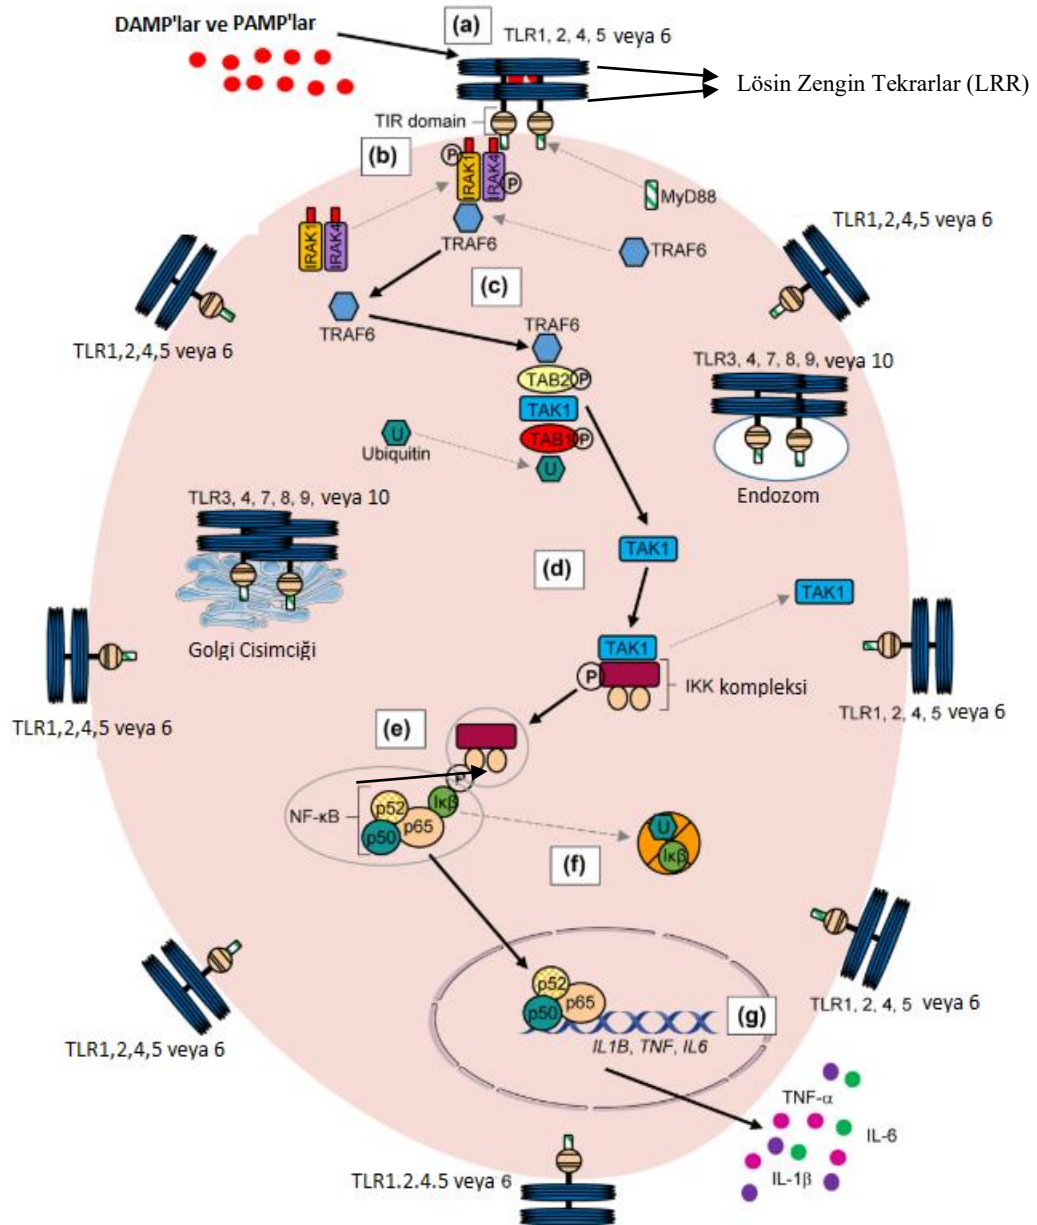 DAMP'lar ve PAMP'lar
(a)
TLR1, 2, 4, 5 veya 6
Lösin Zengin Tekrarlar (LRR)
TIR domain
(b)
P
IRAK1
IRAK4
P
MyD88
TRAF6
IRAK1
IRAK4
TRAF6
TLR1,2,4,5 veya 6
(c)
TRAF6
TRAF6
TLR1,2,4,5 veya 6
TLR3, 4, 7, 8, 9, veya 10
TAB2
P
TAK1
TAB1
P
U
Ubiquitin
U
Endozom
TLR3, 4, 7, 8, 9, veya 10
TAK1
(d)
TAK1
Golgi Cisimciği
TAK1
P
IKK kompleksi
TLR1,2,4,5 veya 6
TLR1, 2, 4, 5 veya 6
(e)
P
NF-κB
p52
Iκβ
p65
p50
U
Iκβ
(f)
TLR1, 2, 4, 5 veya 6
p52
p65
p50
(g)
IL1B, TNF, IL6
TLR1,2,4,5 veya 6
TNF-α
IL-6
IL-1β
TLR1.2.4.5 veya 6